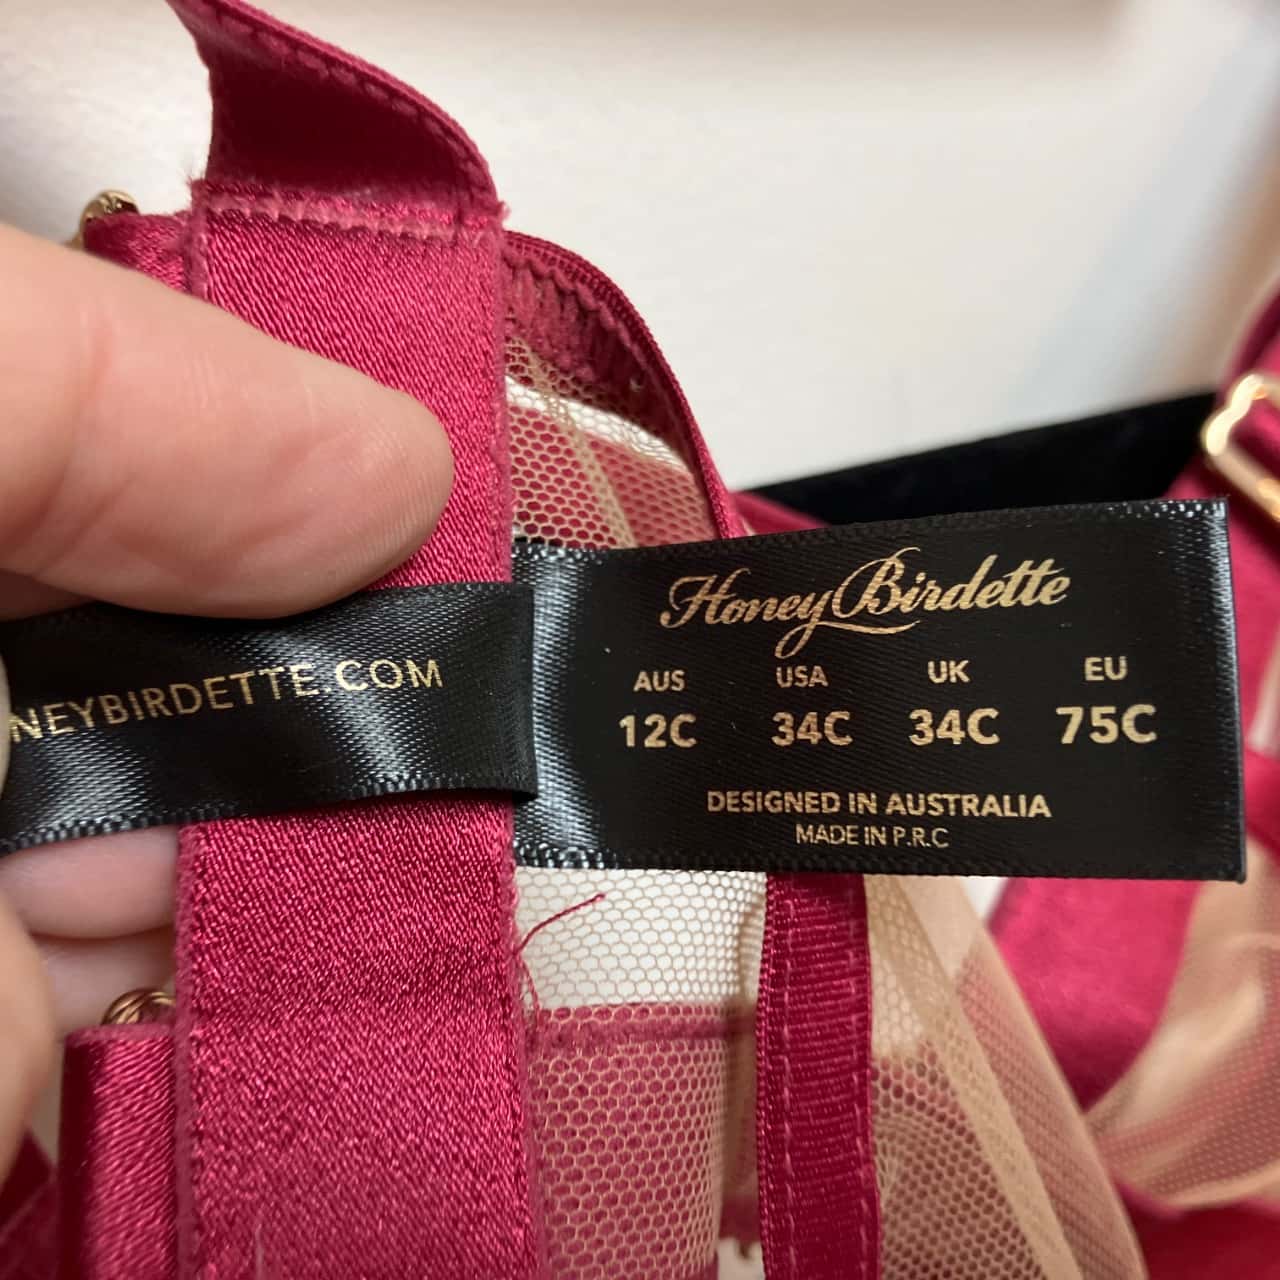 NEYBIRDETTE.COM
Honey Birdette
AUS USA UK EU
12C 34C 34C 75C
DESIGNED IN AUSTRALIA
MADE IN P.R.C